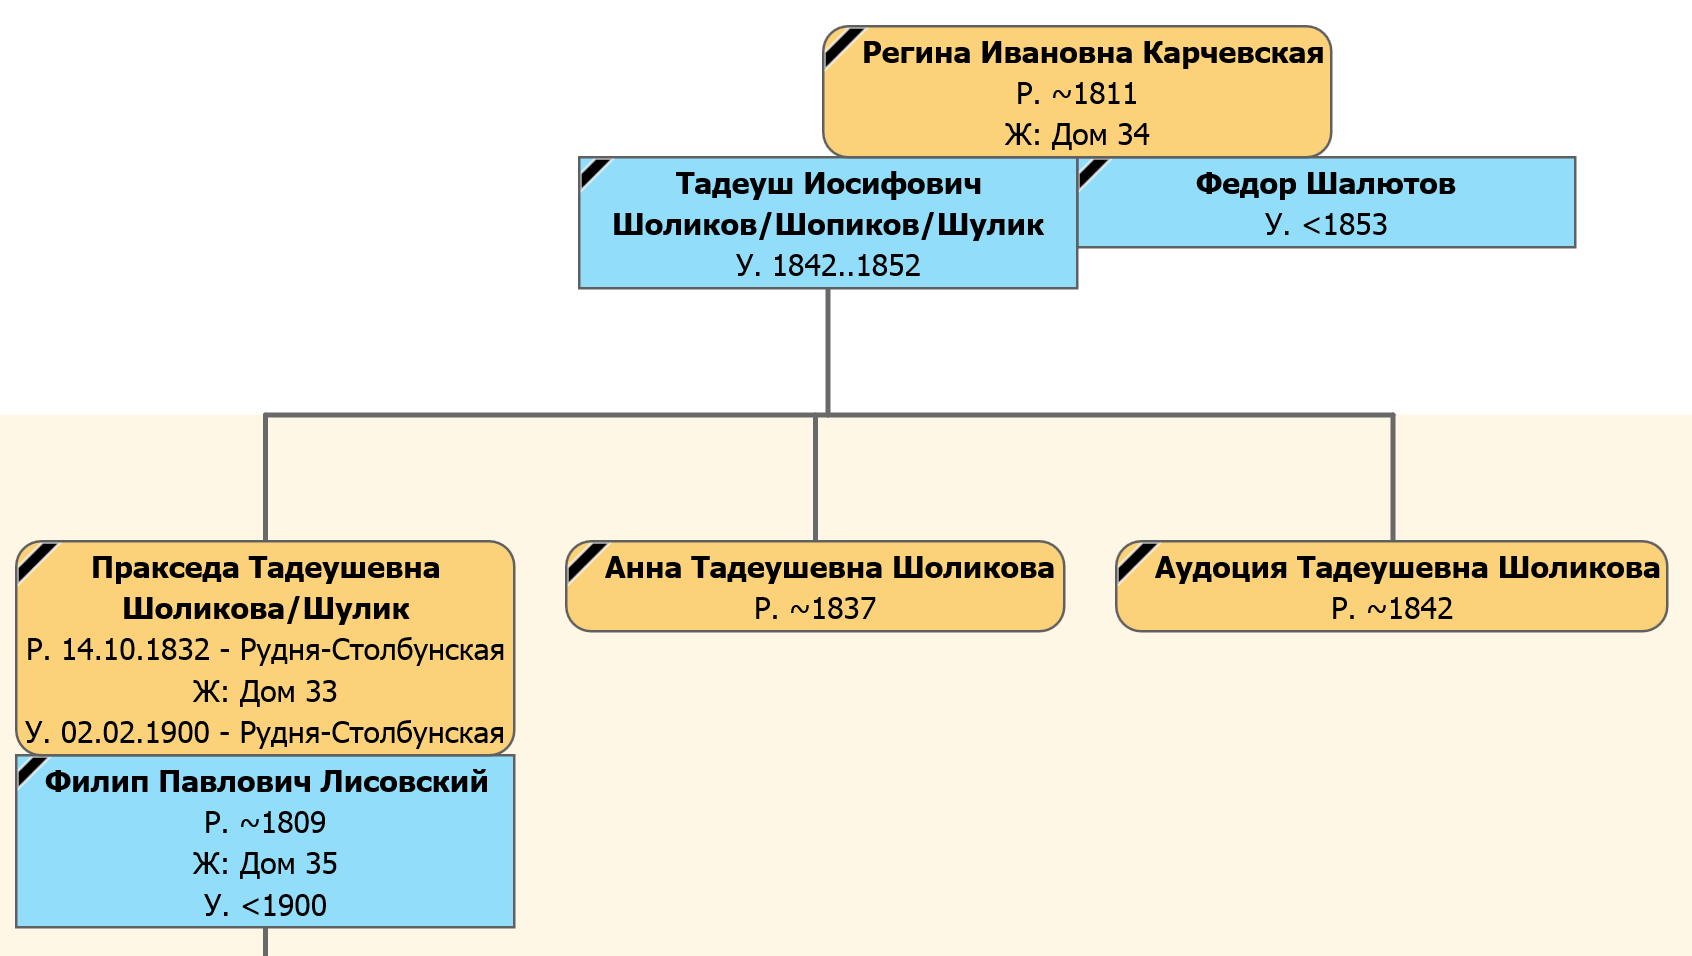 Регина Ивановна Карчевская
Р. ~1811
Ж: Дом 34
Тадеуш Иосифович
Шоликов/Шопиков/Шулик
У. 1842..1852
Федор Шалютов
У. <1853
Пракседа Тадеушевна
Шоликова/Шулик
Р. 14.10.1832 - Рудня-Столбунская
Ж: Дом 33
У. 02.02.1900 - Рудня-Столбунская
Филип Павлович Лисовский
Р. ~1809
Ж: Дом 35
У. <1900
Анна Тадеушевна Шоликова
Р. ~1837
Аудоция Тадеушевна Шоликова
Р. ~1842